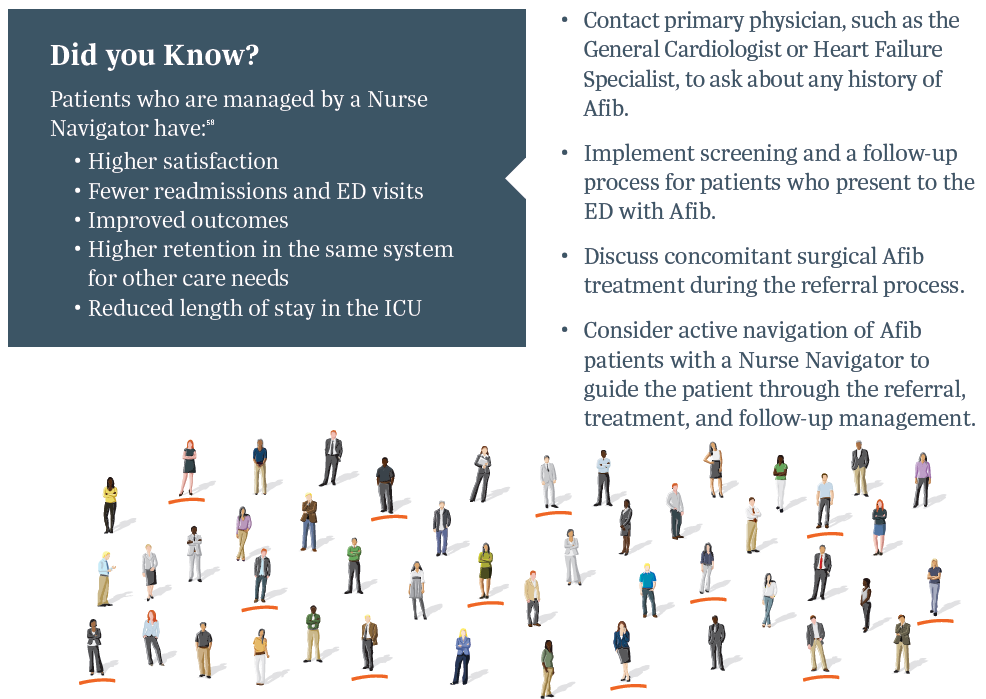 Did you Know?
Patients who are managed by a Nurse
Navigator have:58
• Higher satisfaction
• Fewer readmissions and ED visits
• Improved outcomes
• Higher retention in the same system
for other care needs
• Reduced length of stay in the ICU
• Contact primary physician, such as the
General Cardiologist or Heart Failure
Specialist, to ask about any history of
Afib.
• Implement screening and a follow-up
process for patients who present to the
ED with Afib.
• Discuss concomitant surgical Afib
treatment during the referral process.
• Consider active navigation of Afib
patients with a Nurse Navigator to
guide the patient through the referral,
treatment, and follow-up management.